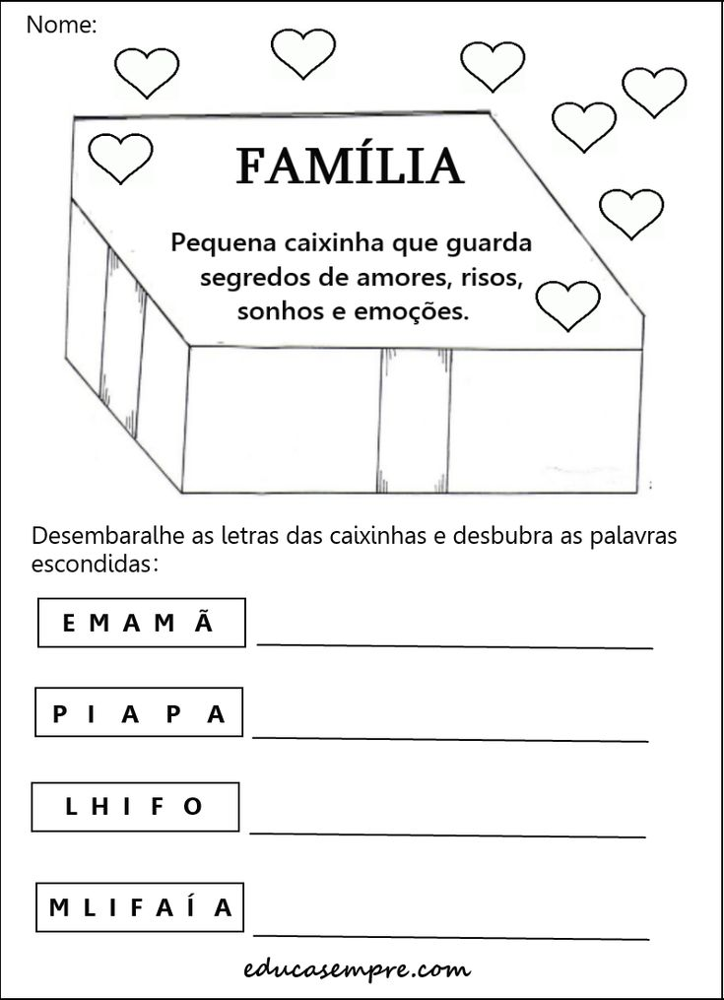 Nome:
FAMÍLIA
Pequena caixinha que guarda
segredos de amores, risos,
sonhos e emoções.
Desembaralhe as letras das caixinhas e desbubra as palavras
escondidas:
E M A M Ã
P I A P A
L H I F O
M L I F A Í A
educasempre.com